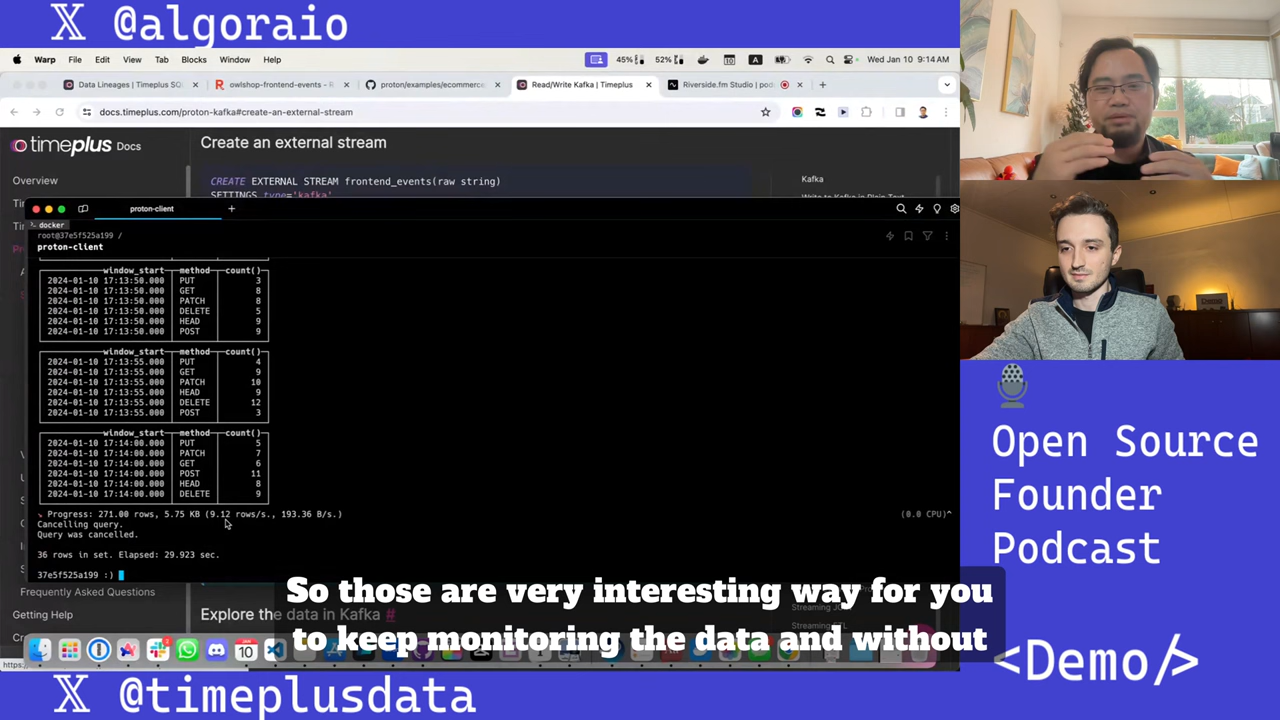 𝕏 @algoraio
Warp File Edit View Tab Blocks Window Help
45% 52% 10 A Wed Jan 10 9:14 AM
Data Lineages | Timeplus SQ
owlshop-frontend-events –
proton/examples/ecommerce
Read/Write Kafka | Timeplus
Riverside.fm Studio | po
docs.timeplus.com/proton-kafka#create-an-external-stream
timeplus Docs
Create an external stream
Overview
CREATE EXTERNAL STREAM frontend_events(raw string)
SETTINGS type='kafka'
Kafka
Write to Kafka in Plain Text
proton-client
docker
root@37e5f525a199 /
proton-client
window_start method count()
2024-01-10 17:13:50.000 PUT 3
2024-01-10 17:13:50.000 GET 8
2024-01-10 17:13:50.000 PATCH 8
2024-01-10 17:13:50.000 DELETE 5
2024-01-10 17:13:50.000 HEAD 9
2024-01-10 17:13:50.000 POST 9
window_start method count()
2024-01-10 17:13:55.000 PUT 4
2024-01-10 17:13:55.000 GET 9
2024-01-10 17:13:55.000 PATCH 10
2024-01-10 17:13:55.000 HEAD 9
2024-01-10 17:13:55.000 DELETE 12
2024-01-10 17:13:55.000 POST 3
window_start method count()
2024-01-10 17:14:00.000 PUT 5
2024-01-10 17:14:00.000 PATCH 7
2024-01-10 17:14:00.000 GET 6
2024-01-10 17:14:00.000 POST 11
2024-01-10 17:14:00.000 HEAD 8
2024-01-10 17:14:00.000 DELETE 9
Progress: 271.00 rows, 5.75 KB (9.12 rows/s., 193.36 B/s.) (0.0 CPU)^
Cancelling query.
Query was cancelled.
36 rows in set. Elapsed: 29.923 sec.
37e5f525a199 :)
Frequently Asked Questions
Getting Help
Explore the data in Kafka #
So those are very interesting way for you
to keep monitoring the data and without
Open Source
Founder
Podcast
<Demo/>
𝕏 @timeplusdata